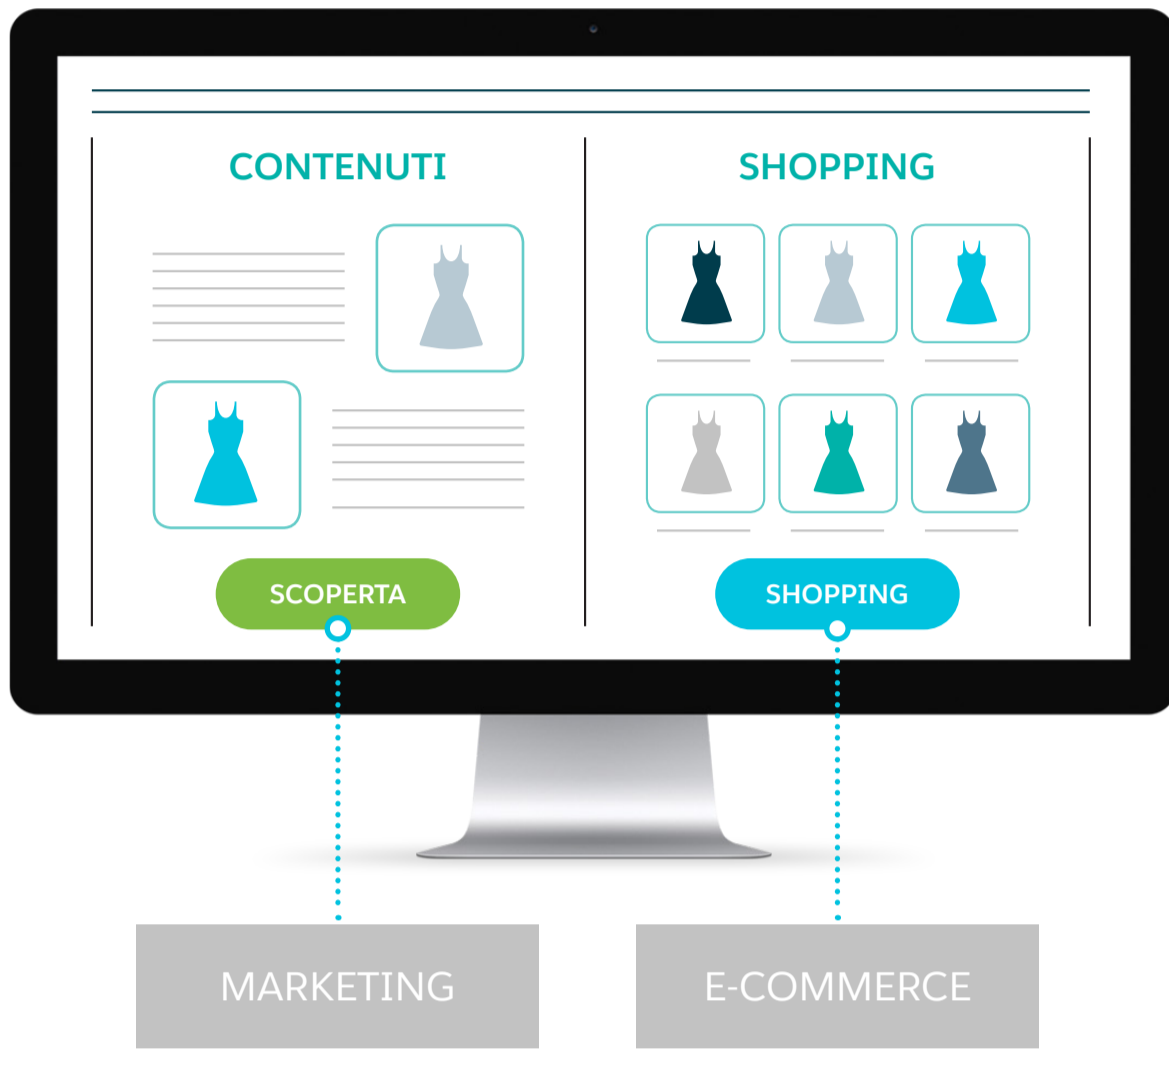 CONTENUTI
SHOPPING
SCOPERTA
SHOPPING
MARKETING
E-COMMERCE